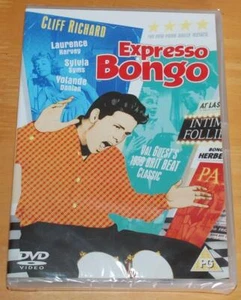 CLIFF RICHARD
Laurence
Harvey
Sylvia
Syms
Yolande
Donlan
Expresso
Bongo
VAL GUEST'S
1959 BRIT BEAT
CLASSIC
AT LAS
INTIM
FOLLIE
BONG
HERBE
PA
DVD
VIDEO
PG